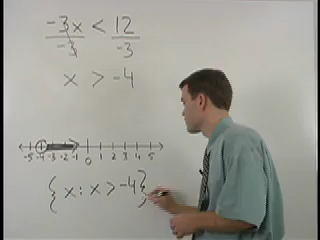 -3x < 12
-3 -3
x > -4
-5 -4 -3 -2 -1 0 1 2 3 4 5
{x : x > -4}